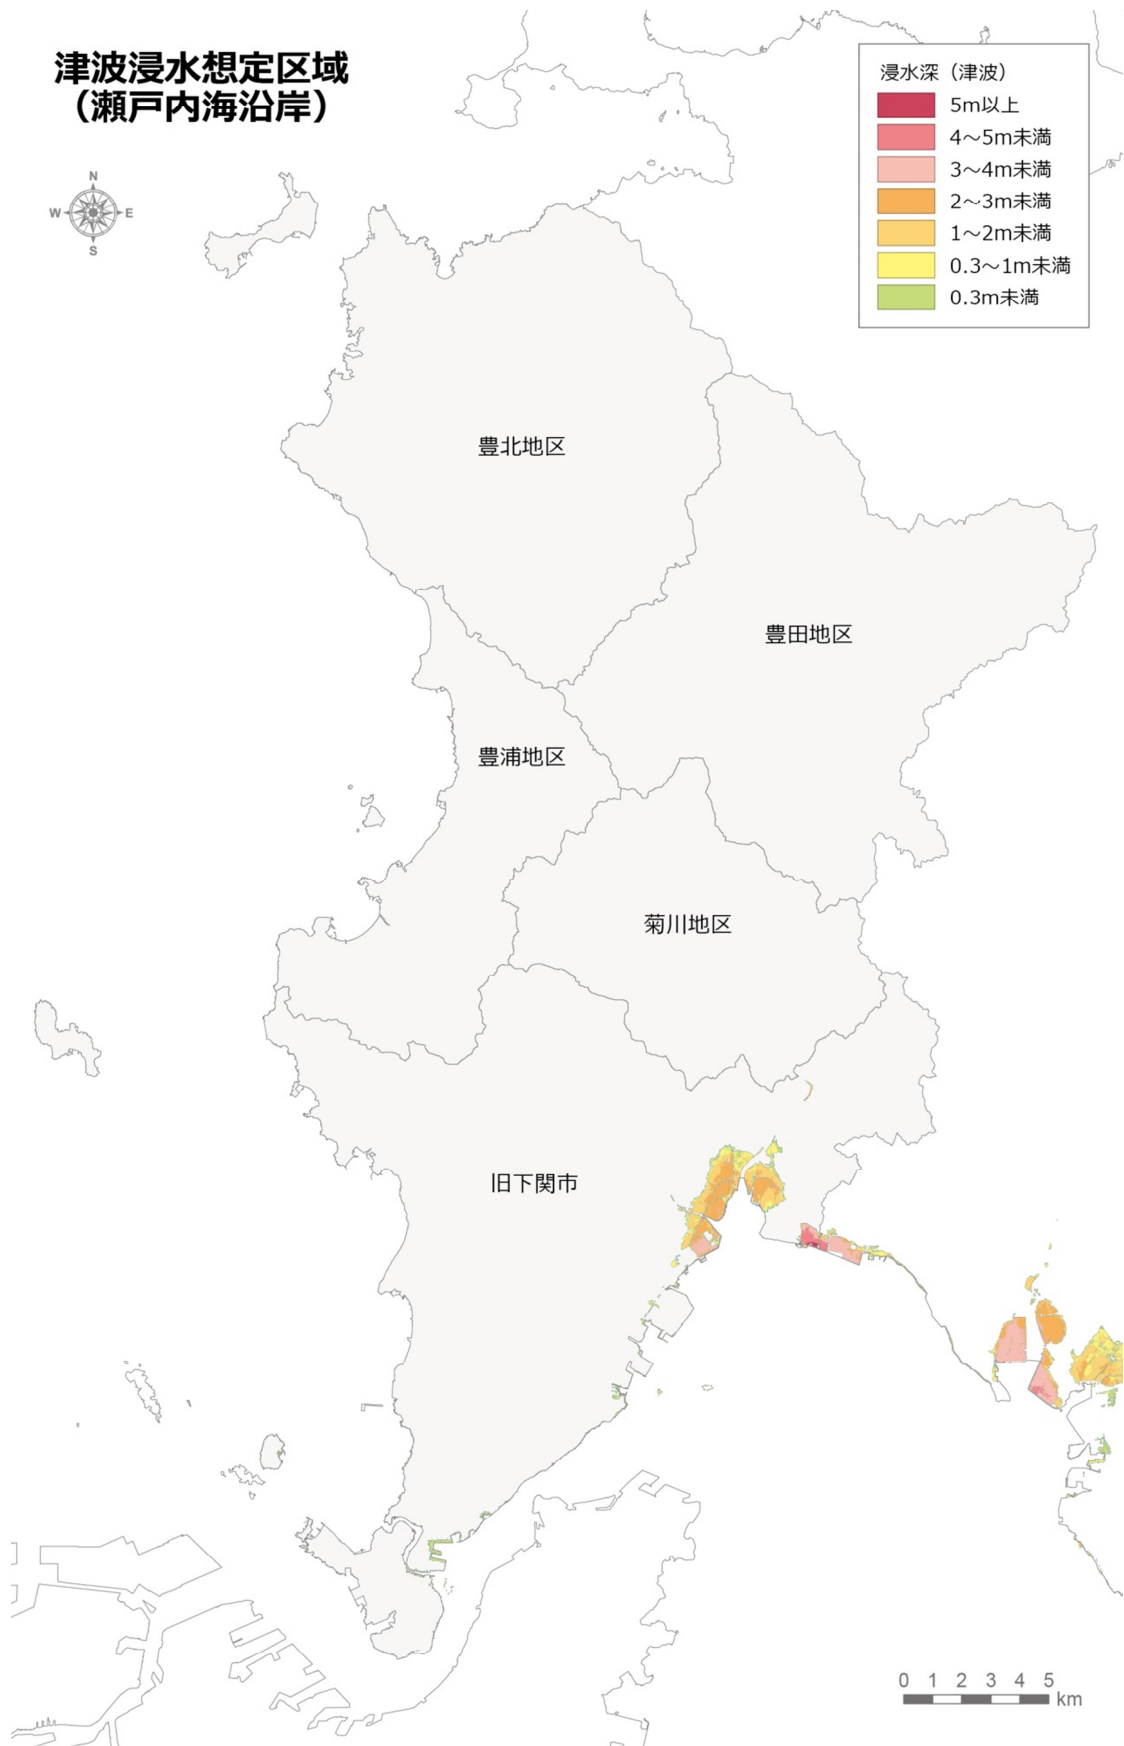 津波浸水想定区域
（瀬戸内海沿岸）
N
W
E
S
浸水深（津波）
5m以上
4～5m未満
3～4m未満
2～3m未満
1～2m未満
0.3～1m未満
0.3m未満
豊北地区
豊田地区
豊浦地区
菊川地区
旧下関市
0 1 2 3 4 5
km